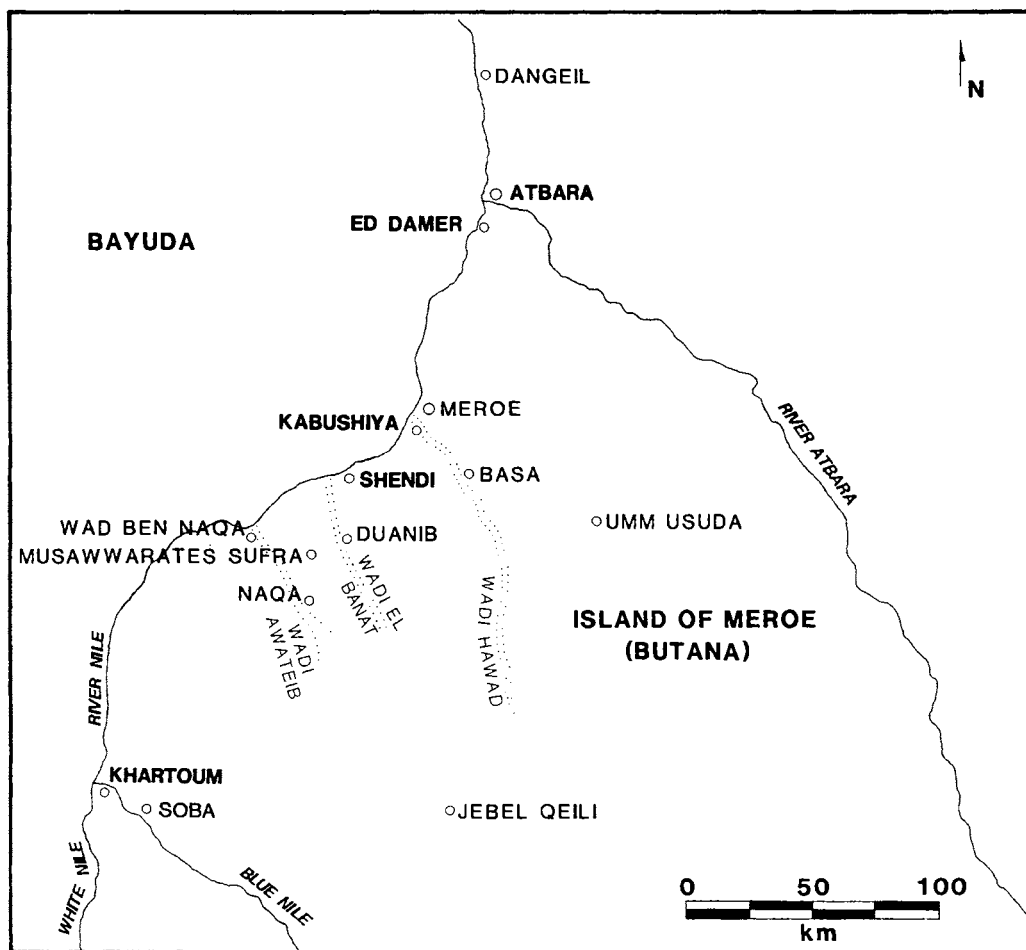 DANGEIL
N
ATBARA
ED DAMER
BAYUDA
MEROE
KABUSHIYA
RIVER ATBARA
SHENDI
BASA
UMM USUDA
WAD BEN NAQA
DUANIB
MUSAWWARATES SUFRA
NAQA
WADI EL
BANAT
WADI HAWAD
WADI
AWATEIB
ISLAND OF MEROE
(BUTANA)
RIVER NILE
KHARTOUM
SOBA
JEBEL QEILI
WHITE NILE
BLUE NILE
0 50 100
km